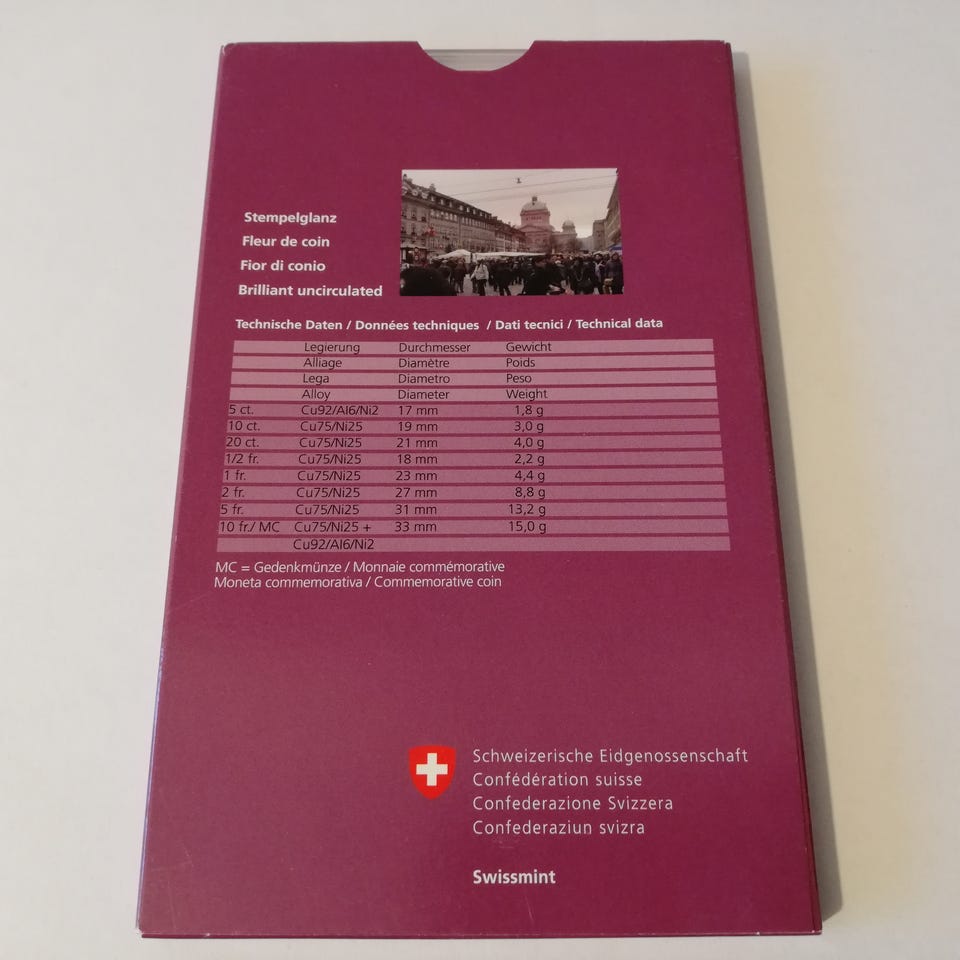 Stempelglanz
Fleur de coin
Fior di conio
Brilliant uncirculated
Technische Daten / Données techniques / Dati tecnici / Technical data
Legierung Durchmesser Gewicht
Alliage Diamètre Poids
Lega Diametro Peso
Alloy Diameter Weight
5 ct. Cu92/Al6/Ni2 17 mm 1,8 g
10 ct. Cu75/Ni25 19 mm 3,0 g
20 ct. Cu75/Ni25 21 mm 4,0 g
1/2 fr. Cu75/Ni25 18 mm 2,2 g
1 fr. Cu75/Ni25 23 mm 4,4 g
2 fr. Cu75/Ni25 27 mm 8,8 g
5 fr. Cu75/Ni25 31 mm 13,2 g
10 fr./ MC Cu75/Ni25 + 33 mm 15,0 g
Cu92/Al6/Ni2
MC = Gedenkmünze / Monnaie commémorative
Moneta commemorativa / Commemorative coin
Schweizerische Eidgenossenschaft
Confédération suisse
Confederazione Svizzera
Confederaziun svizra
Swissmint